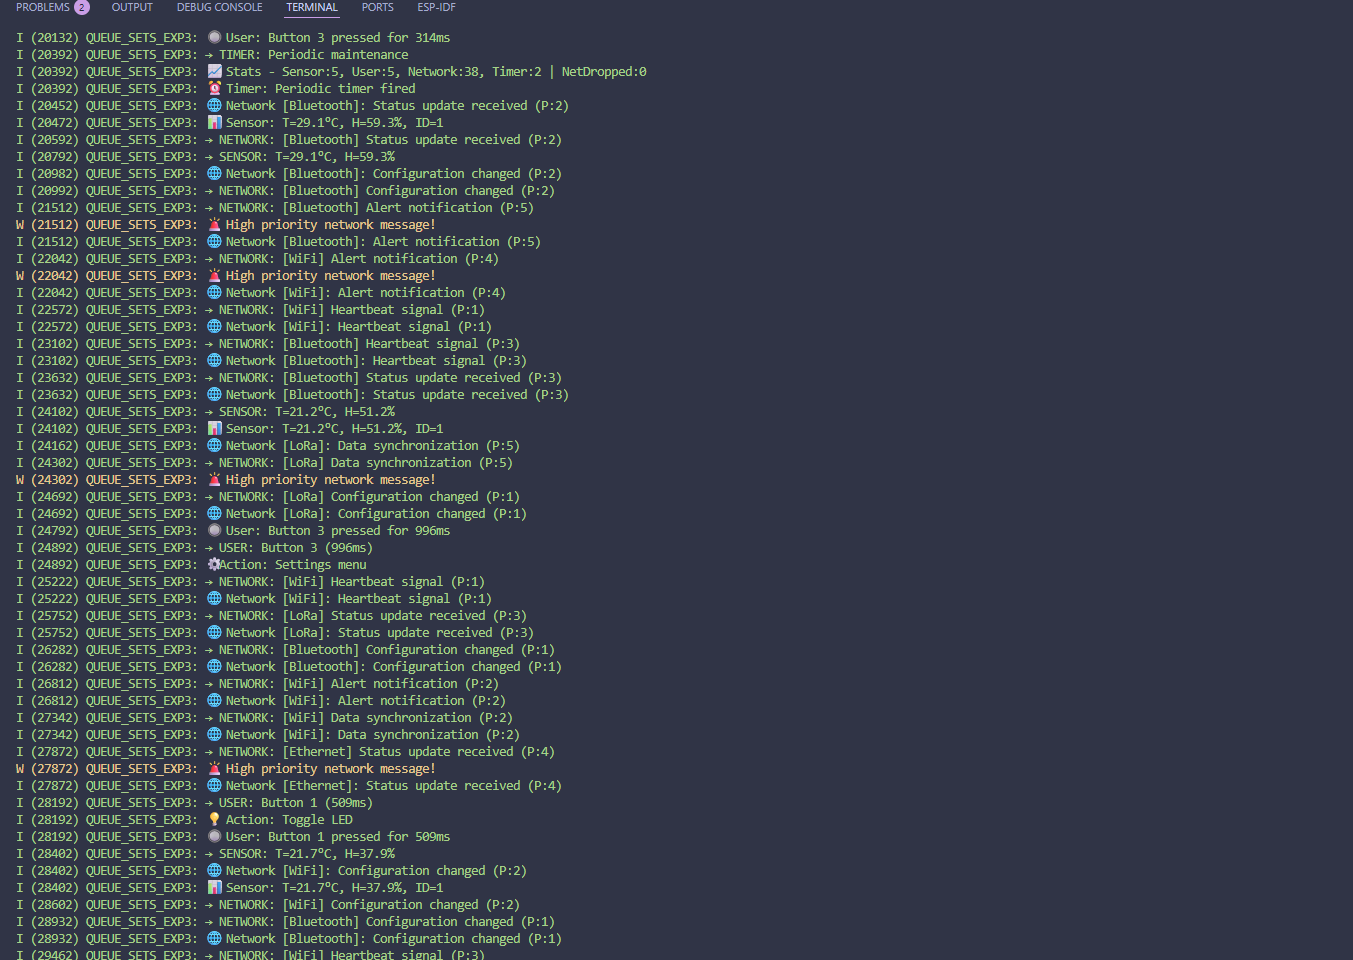 PROBLEMS 2 OUTPUT DEBUG CONSOLE TERMINAL PORTS ESP-IDF
I (20132) QUEUE_SETS_EXP3: 🔘 User: Button 3 pressed for 314ms
I (20392) QUEUE_SETS_EXP3: → TIMER: Periodic maintenance
I (20392) QUEUE_SETS_EXP3: 📈 Stats - Sensor:5, User:5, Network:38, Timer:2 | NetDropped:0
I (20392) QUEUE_SETS_EXP3: ⏰ Timer: Periodic timer fired
I (20452) QUEUE_SETS_EXP3: 🌐 Network [Bluetooth]: Status update received (P:2)
I (20472) QUEUE_SETS_EXP3: 📊 Sensor: T=29.1°C, H=59.3%, ID=1
I (20592) QUEUE_SETS_EXP3: → NETWORK: [Bluetooth] Status update received (P:2)
I (20792) QUEUE_SETS_EXP3: → SENSOR: T=29.1°C, H=59.3%
I (20982) QUEUE_SETS_EXP3: 🌐 Network [Bluetooth]: Configuration changed (P:2)
I (20992) QUEUE_SETS_EXP3: → NETWORK: [Bluetooth] Configuration changed (P:2)
I (21512) QUEUE_SETS_EXP3: → NETWORK: [Bluetooth] Alert notification (P:5)
W (21512) QUEUE_SETS_EXP3: 🚨 High priority network message!
I (21512) QUEUE_SETS_EXP3: 🌐 Network [Bluetooth]: Alert notification (P:5)
I (22042) QUEUE_SETS_EXP3: → NETWORK: [WiFi] Alert notification (P:4)
W (22042) QUEUE_SETS_EXP3: 🚨 High priority network message!
I (22042) QUEUE_SETS_EXP3: 🌐 Network [WiFi]: Alert notification (P:4)
I (22572) QUEUE_SETS_EXP3: → NETWORK: [WiFi] Heartbeat signal (P:1)
I (22572) QUEUE_SETS_EXP3: 🌐 Network [WiFi]: Heartbeat signal (P:1)
I (23102) QUEUE_SETS_EXP3: → NETWORK: [Bluetooth] Heartbeat signal (P:3)
I (23102) QUEUE_SETS_EXP3: 🌐 Network [Bluetooth]: Heartbeat signal (P:3)
I (23632) QUEUE_SETS_EXP3: → NETWORK: [Bluetooth] Status update received (P:3)
I (23632) QUEUE_SETS_EXP3: 🌐 Network [Bluetooth]: Status update received (P:3)
I (24102) QUEUE_SETS_EXP3: → SENSOR: T=21.2°C, H=51.2%
I (24102) QUEUE_SETS_EXP3: 📊 Sensor: T=21.2°C, H=51.2%, ID=1
I (24162) QUEUE_SETS_EXP3: 🌐 Network [LoRa]: Data synchronization (P:5)
I (24302) QUEUE_SETS_EXP3: → NETWORK: [LoRa] Data synchronization (P:5)
W (24302) QUEUE_SETS_EXP3: 🚨 High priority network message!
I (24692) QUEUE_SETS_EXP3: → NETWORK: [LoRa] Configuration changed (P:1)
I (24692) QUEUE_SETS_EXP3: 🌐 Network [LoRa]: Configuration changed (P:1)
I (24792) QUEUE_SETS_EXP3: 🔘 User: Button 3 pressed for 996ms
I (24892) QUEUE_SETS_EXP3: → USER: Button 3 (996ms)
I (24892) QUEUE_SETS_EXP3: ⚙️Action: Settings menu
I (25222) QUEUE_SETS_EXP3: → NETWORK: [WiFi] Heartbeat signal (P:1)
I (25222) QUEUE_SETS_EXP3: 🌐 Network [WiFi]: Heartbeat signal (P:1)
I (25752) QUEUE_SETS_EXP3: → NETWORK: [LoRa] Status update received (P:3)
I (25752) QUEUE_SETS_EXP3: 🌐 Network [LoRa]: Status update received (P:3)
I (26282) QUEUE_SETS_EXP3: → NETWORK: [Bluetooth] Configuration changed (P:1)
I (26282) QUEUE_SETS_EXP3: 🌐 Network [Bluetooth]: Configuration changed (P:1)
I (26812) QUEUE_SETS_EXP3: → NETWORK: [WiFi] Alert notification (P:2)
I (26812) QUEUE_SETS_EXP3: 🌐 Network [WiFi]: Alert notification (P:2)
I (27342) QUEUE_SETS_EXP3: → NETWORK: [WiFi] Data synchronization (P:2)
I (27342) QUEUE_SETS_EXP3: 🌐 Network [WiFi]: Data synchronization (P:2)
I (27872) QUEUE_SETS_EXP3: → NETWORK: [Ethernet] Status update received (P:4)
W (27872) QUEUE_SETS_EXP3: 🚨 High priority network message!
I (27872) QUEUE_SETS_EXP3: 🌐 Network [Ethernet]: Status update received (P:4)
I (28192) QUEUE_SETS_EXP3: → USER: Button 1 (509ms)
I (28192) QUEUE_SETS_EXP3: 💡 Action: Toggle LED
I (28192) QUEUE_SETS_EXP3: 🔘 User: Button 1 pressed for 509ms
I (28402) QUEUE_SETS_EXP3: → SENSOR: T=21.7°C, H=37.9%
I (28402) QUEUE_SETS_EXP3: 🌐 Network [WiFi]: Configuration changed (P:2)
I (28402) QUEUE_SETS_EXP3: 📊 Sensor: T=21.7°C, H=37.9%, ID=1
I (28602) QUEUE_SETS_EXP3: → NETWORK: [WiFi] Configuration changed (P:2)
I (28932) QUEUE_SETS_EXP3: → NETWORK: [Bluetooth] Configuration changed (P:1)
I (28932) QUEUE_SETS_EXP3: 🌐 Network [Bluetooth]: Configuration changed (P:1)
I (29462) QUEUE_SETS_EXP3: → NETWORK: [WiFi] Heartbeat signal (P:3)